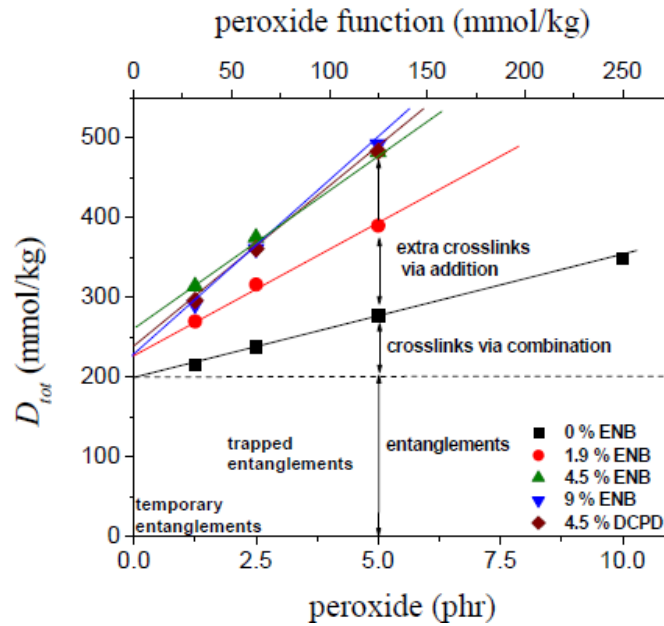 peroxide function (mmol/kg)
0 50 100 150 200 250
500
400
300
200
100
0
D_tot (mmol/kg)
extra crosslinks
via addition
crosslinks via combination
trapped
entanglements
entanglements
temporary
entanglements
0 % ENB
1.9 % ENB
4.5 % ENB
9 % ENB
4.5 % DCPD
0.0 2.5 5.0 7.5 10.0
peroxide (phr)